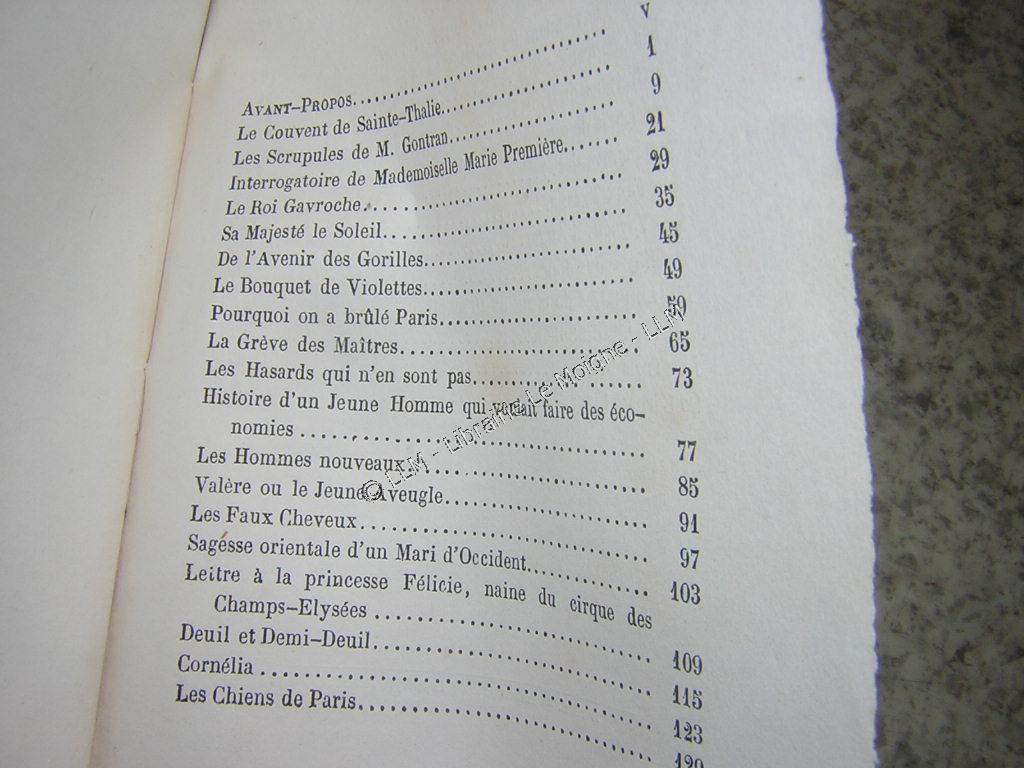 Avant-Propos.......... v
Le Couvent de Sainte-Thalie.......... 1
Les Scrupules de M. Gontran.......... 9
Interrogatoire de Mademoiselle Marie Première.......... 21
Le Roi Gavroche.......... 29
Sa Majesté le Soleil.......... 35
De l'Avenir des Gorilles.......... 45
Le Bouquet de Violettes.......... 49
Pourquoi on a brûlé Paris.......... 59
La Grève des Maîtres.......... 65
Les Hasards qui n'en sont pas.......... 73
Histoire d'un Jeune Homme qui voulait faire des éco-
nomies.......... 77
Les Hommes nouveaux.......... 85
Valère ou le Jeune Aveugle.......... 91
Les Faux Cheveux.......... 97
Sagesse orientale d'un Mari d'Occident.......... 103
Lettre à la princesse Félicie, naine du cirque des
Champs-Elysées.......... 109
Deuil et Demi-Deuil.......... 115
Cornélia.......... 123
Les Chiens de Paris..........
© LLM - Librairie Le Moigne - LLM